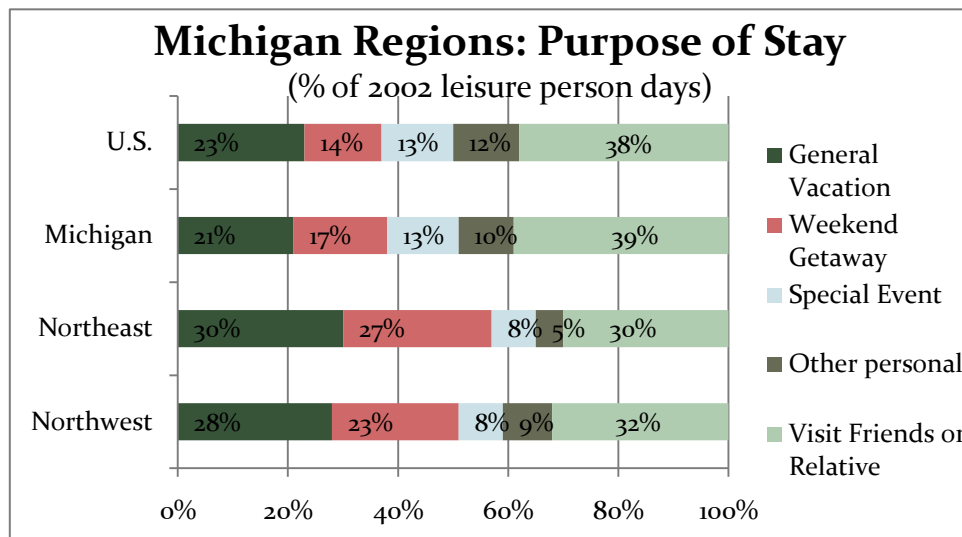 Michigan Regions: Purpose of Stay
(% of 2002 leisure person days)
U.S.
23% 14% 13% 12% 38%
Michigan
21% 17% 13% 10% 39%
Northeast
30% 27% 8% 5% 30%
Northwest
28% 23% 8% 9% 32%
0% 20% 40% 60% 80% 100%
General
Vacation
Weekend
Getaway
Special Event
Other personal
Visit Friends or
Relative